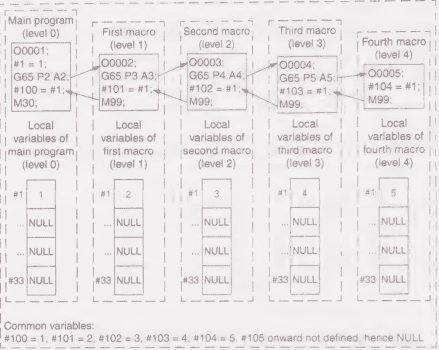 Main program
(level 0)
O0001;
#1 = 1;
G65 P2 A2;
#100 = #1;
M30;
First macro
(level 1)
O0002;
G65 P3 A3;
#101 = #1;
M99;
Second macro
(level 2)
O0003;
G65 P4 A4;
#102 = #1;
M99;
Third macro
(level 3)
O0004;
G65 P5 A5;
#103 = #1;
M99;
Fourth macro
(level 4)
O0005;
#104 = #1;
M99;
Local
variables of
main program
(level 0)
#1 1
... NULL
... NULL
#33 NULL
Local
variables of
first macro
(level 1)
#1 2
... NULL
... NULL
#33 NULL
Local
variables of
second macro
(level 2)
#1 3
... NULL
... NULL
#33 NULL
Local
variables of
third macro
(level 3)
#1 4
... NULL
... NULL
#33 NULL
Local
variables of
fourth macro
(level 4)
#1 5
... NULL
... NULL
#33 NULL
Common variables:
#100 = 1, #101 = 2, #102 = 3, #103 = 4, #104 = 5. #105 onward not defined, hence NULL